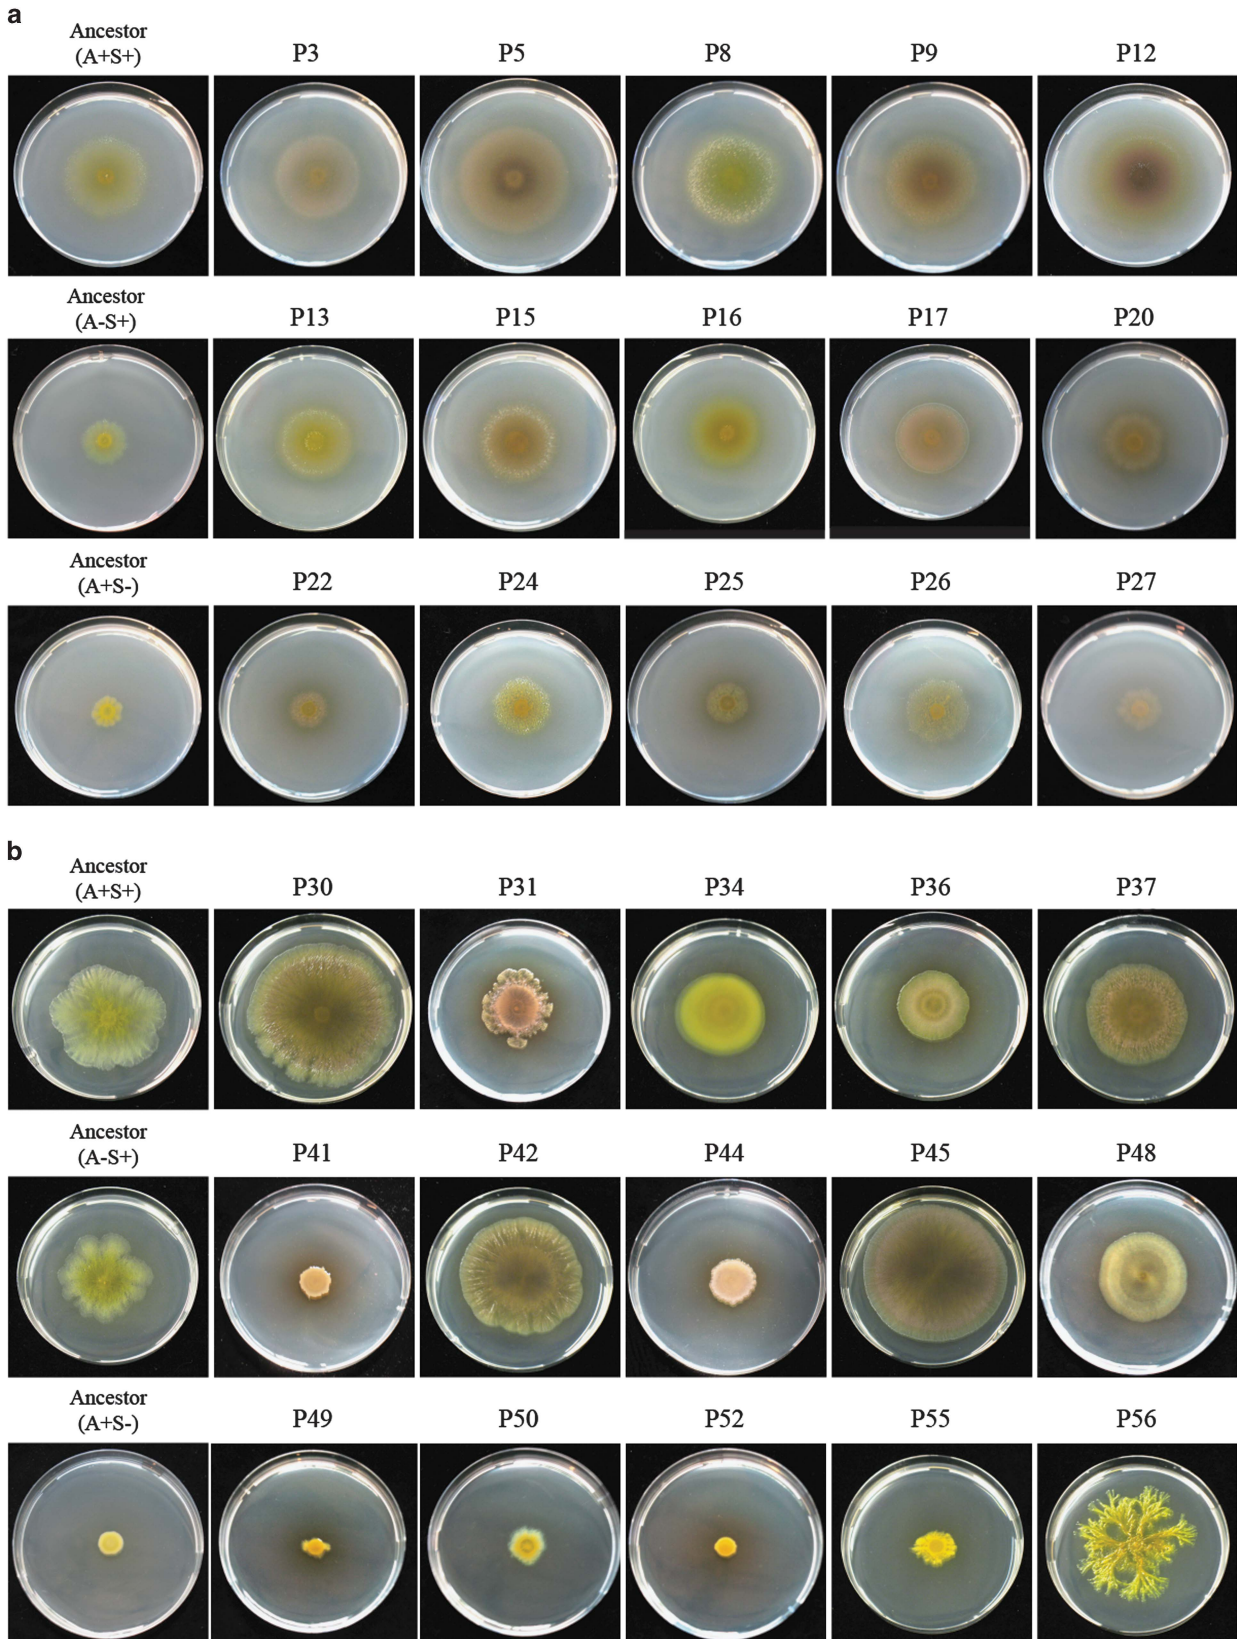 a
Ancestor
(A+S+)
P3
P5
P8
P9
P12
Ancestor
(A-S+)
P13
P15
P16
P17
P20
Ancestor
(A+S-)
P22
P24
P25
P26
P27
b
Ancestor
(A+S+)
P30
P31
P34
P36
P37
Ancestor
(A-S+)
P41
P42
P44
P45
P48
Ancestor
(A+S-)
P49
P50
P52
P55
P56